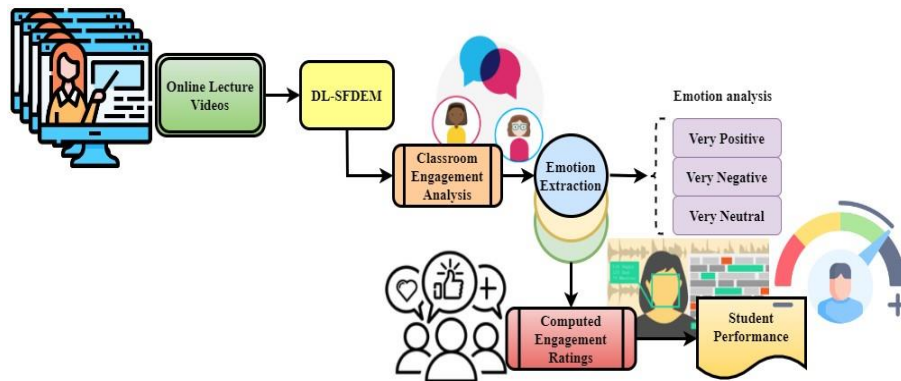 Online Lecture
Videos
DL-SFDEM
Classroom
Engagement
Analysis
Emotion
Extraction
Emotion analysis
Very Positive
Very Negative
Very Neutral
Computed
Engagement
Ratings
Student
Performance